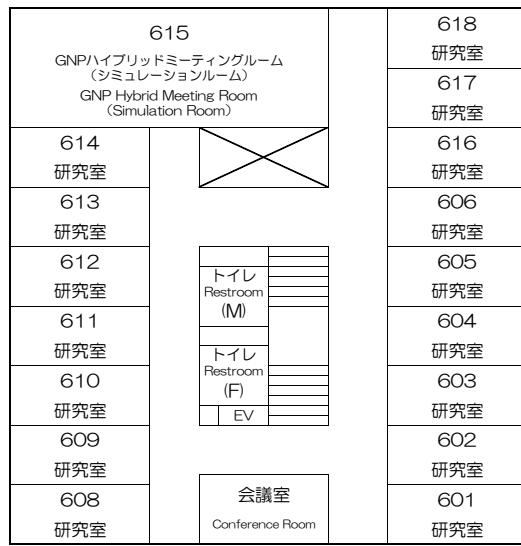 615
GNPハイブリッドミーティングルーム
(シミュレーションルーム)
GNP Hybrid Meeting Room
(Simulation Room)
618
研究室
617
研究室
614
研究室
616
研究室
613
研究室
606
研究室
612
研究室
トイレ
Restroom
(M)
605
研究室
611
研究室
604
研究室
トイレ
Restroom
(F)
610
研究室
603
研究室
EV
609
研究室
602
研究室
608
研究室
会議室
Conference Room
601
研究室